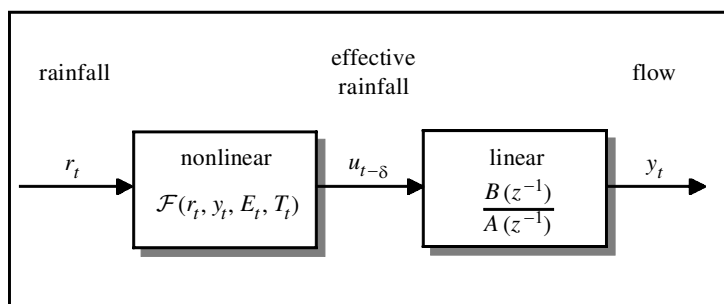 rainfall
effective
rainfall
flow
r_t
nonlinear
ℱ(r_t, y_t, E_t, T_t)
u_{t−δ}
linear
B(z^{−1})
A(z^{−1})
y_t